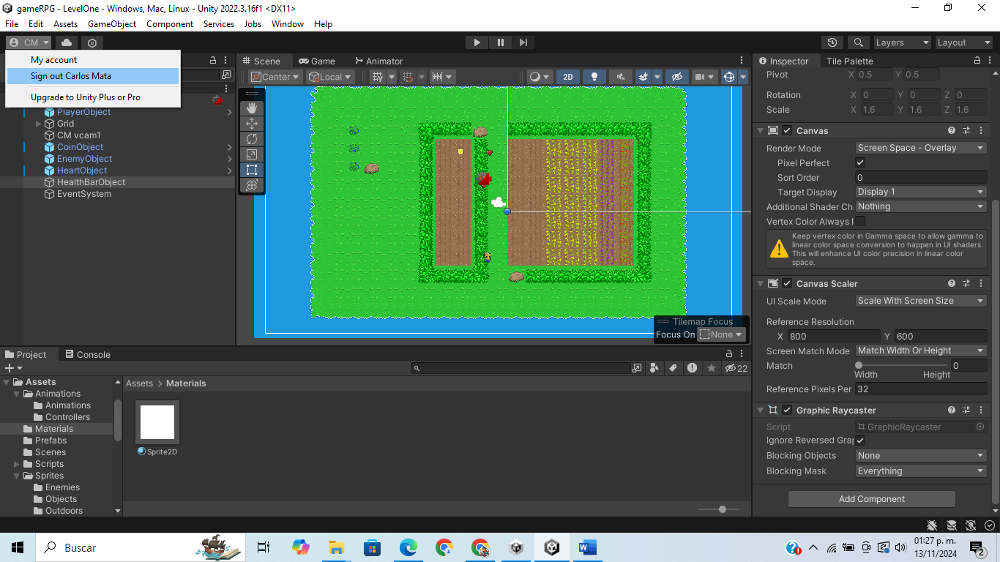 gameRPG - LevelOne - Windows, Mac, Linux - Unity 2022.3.16f1 <DX11>
File Edit Assets GameObject Component Services Jobs Window Help
CM Layers Layout
My account
Sign out Carlos Mata
Upgrade to Unity Plus or Pro
PlayerObject
Grid
CM vcam1
CoinObject
EnemyObject
HeartObject
HealthBarObject
EventSystem
Scene Game Animator
Center Local 2D
Tilemap Focus
Focus On None
Inspector Tile Palette
Pivot X 0.5 Y 0.5
Rotation X 0 Y 0 Z 0
Scale X 1.6 Y 1.6 Z 1.6
Canvas
Render Mode Screen Space - Overlay
Pixel Perfect
Sort Order 0
Target Display Display 1
Additional Shader Ch Nothing
Vertex Color Always I
Keep vertex color in Gamma space to allow gamma to
linear color space conversion to happen in UI shaders.
This will enhance UI color precision in linear color
space.
Canvas Scaler
UI Scale Mode Scale With Screen Size
Reference Resolution
X 800 Y 600
Screen Match Mode Match Width Or Height
Match 0
Width Height
Reference Pixels Per 32
Graphic Raycaster
Script GraphicRaycaster
Ignore Reversed Grap
Blocking Objects None
Blocking Mask Everything
Add Component
Project Console
22
Assets
Animations
Animations
Controllers
Materials
Prefabs
Scenes
Scripts
Sprites
Enemies
Objects
Outdoors
Assets > Materials
Sprite2D
Buscar
01:27 p. m.
13/11/2024
2